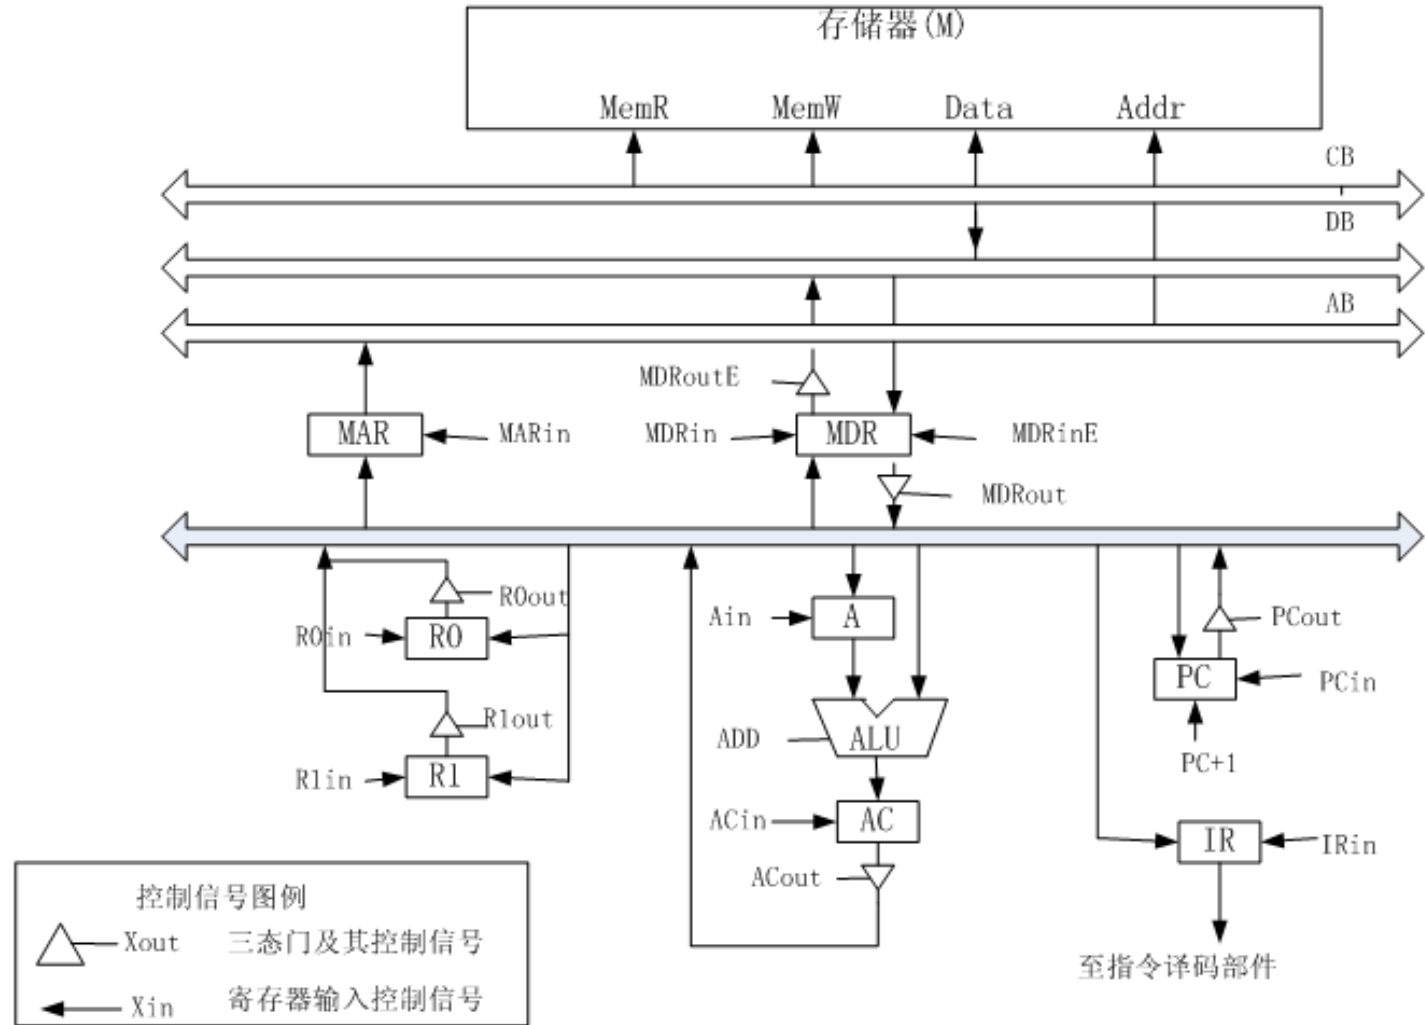 存储器(M)
MemR MemW Data Addr
CB
DB
AB
MDRoutE
MAR MARin MDRin MDR MDRinE
MDRout
R0out
R0in R0
Ain A
PCout
PC PCin
R1out
ADD ALU
PC+1
R1in R1
ACin AC
IR IRin
ACout
控制信号图例
Xout 三态门及其控制信号
Xin 寄存器输入控制信号
至指令译码部件